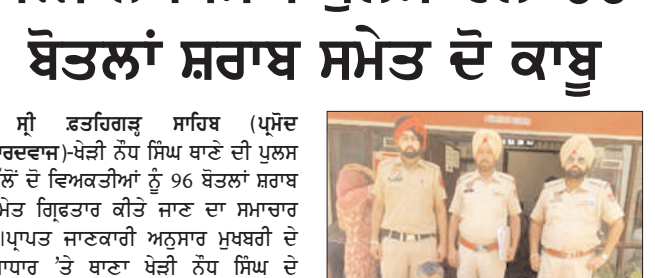 ਬੋਤਲਾਂ ਸ਼ਰਾਬ ਸਮੇਤ ਦੋ ਕਾਬੂ
ਸ੍ਰੀ ਫ਼ਤਹਿਗੜ੍ਹ ਸਾਹਿਬ (ਪ੍ਰਮੋਦ
ਰਦਵਾਜ)-ਖੇੜੀ ਨੌਧ ਸਿੰਘ ਥਾਣੇ ਦੀ ਪੁਲਸ
ਦੋ ਵਿਅਕਤੀਆਂ ਨੂੰ 96 ਬੋਤਲਾਂ ਸ਼ਰਾਬ
ਮੇਤ ਗ੍ਰਿਫਤਾਰ ਕੀਤੇ ਜਾਣ ਦਾ ਸਮਾਚਾਰ
।ਪ੍ਰਾਪਤ ਜਾਣਕਾਰੀ ਅਨੁਸਾਰ ਮੁਖਬਰੀ ਦੇ
ਾਧਾਰ 'ਤੇ ਥਾਣਾ ਖੇੜੀ ਨੌਧ ਸਿੰਘ ਦੇ